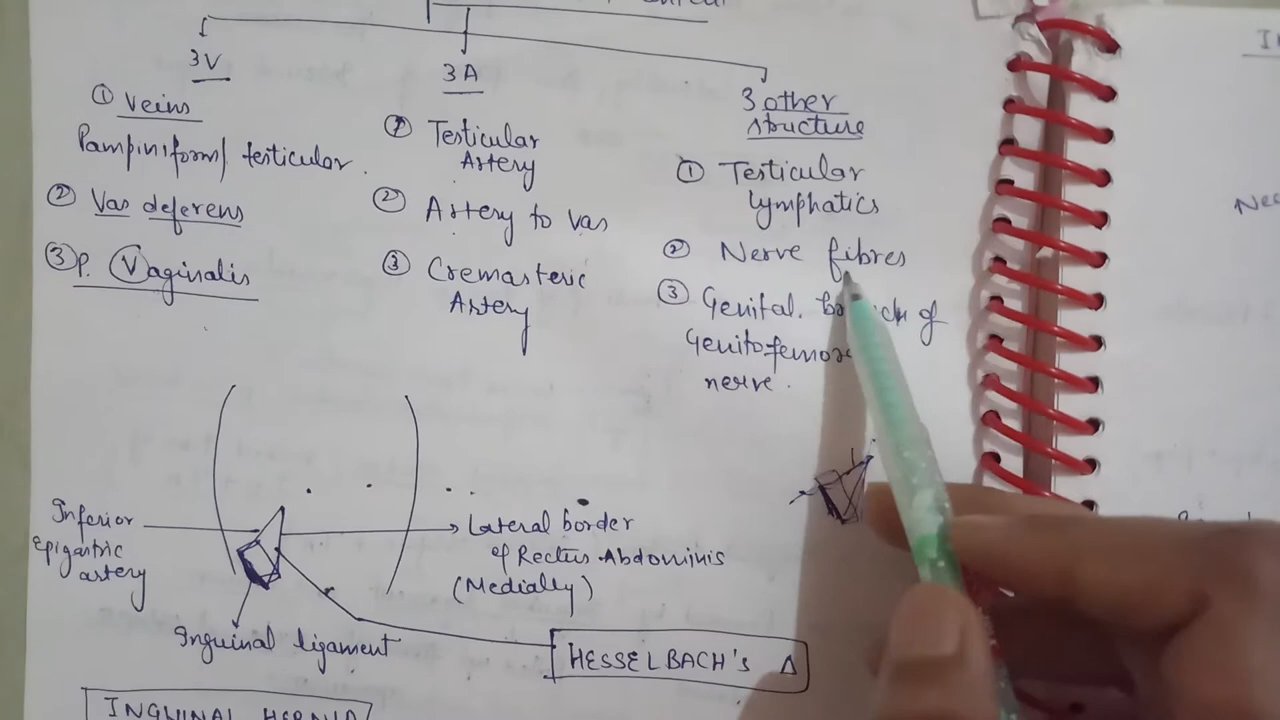 3V
① Veins
Pampiniform/ testicular.
② Vas deferens
③ P. Vaginalis
3A
① Testicular
Artery
② Artery to Vas
③ Cremasteric
Artery
3 other
structure
① Testicular
lymphatics
② Nerve fibres
③ Genital. of
Genitofemor
nerve.
Inferior
Epigastric
artery
Lateral border
of Rectus Abdominis
(Medially)
Inguinal ligament
HESSELBACH'S Δ
INGUINAL HERNIA